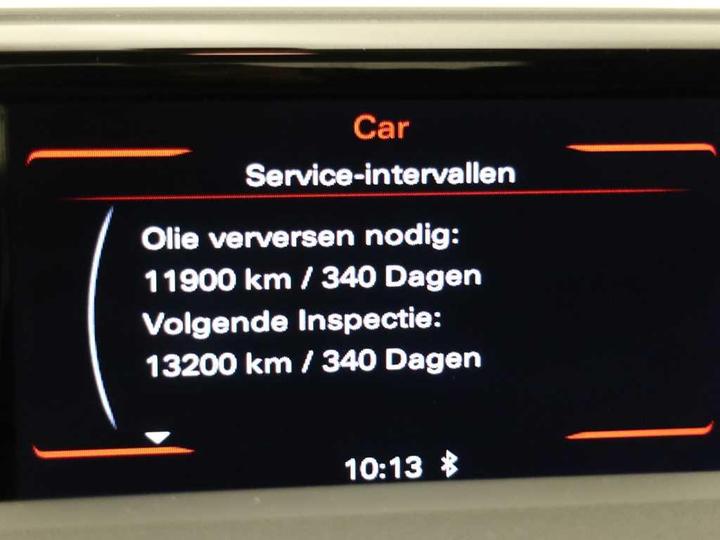 Car
Service-intervallen
Olie verversen nodig:
11900 km / 340 Dagen
Volgende Inspectie:
13200 km / 340 Dagen
10:13